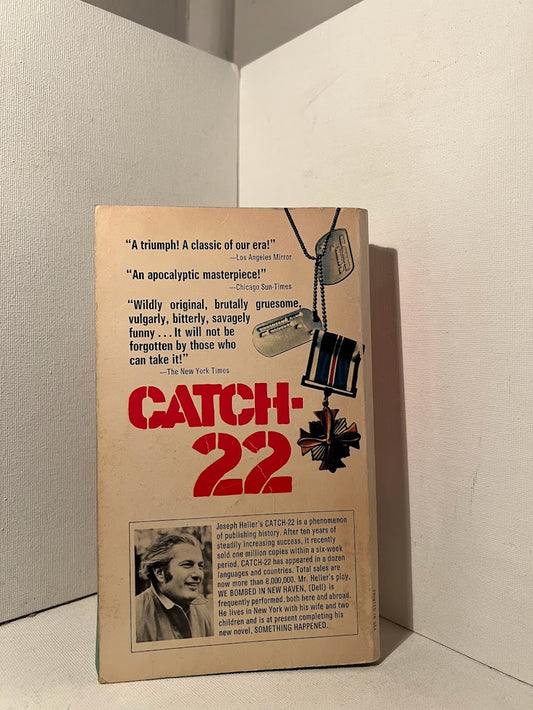 “A triumph! A classic of our era!”
—Los Angeles Mirror
“An apocalyptic masterpiece!”
—Chicago Sun-Times
“Wildly original, brutally gruesome,
vulgarly, bitterly, savagely
funny . . . It will not be
forgotten by those who
can take it!”
—The New York Times
CATCH-
22
Joseph Heller's CATCH-22 is a phenomenon
of publishing history. After ten years of
steadily increasing success, it recently
sold one million copies within a six-week
period. CATCH-22 has appeared in a dozen
languages and countries. Total sales are
now more than 8,000,000. Mr. Heller's play,
WE BOMBED IN NEW HAVEN, (Dell) is
frequently performed, both here and abroad.
He lives in New York with his wife and two
children and is at present completing his
new novel, SOMETHING HAPPENED.